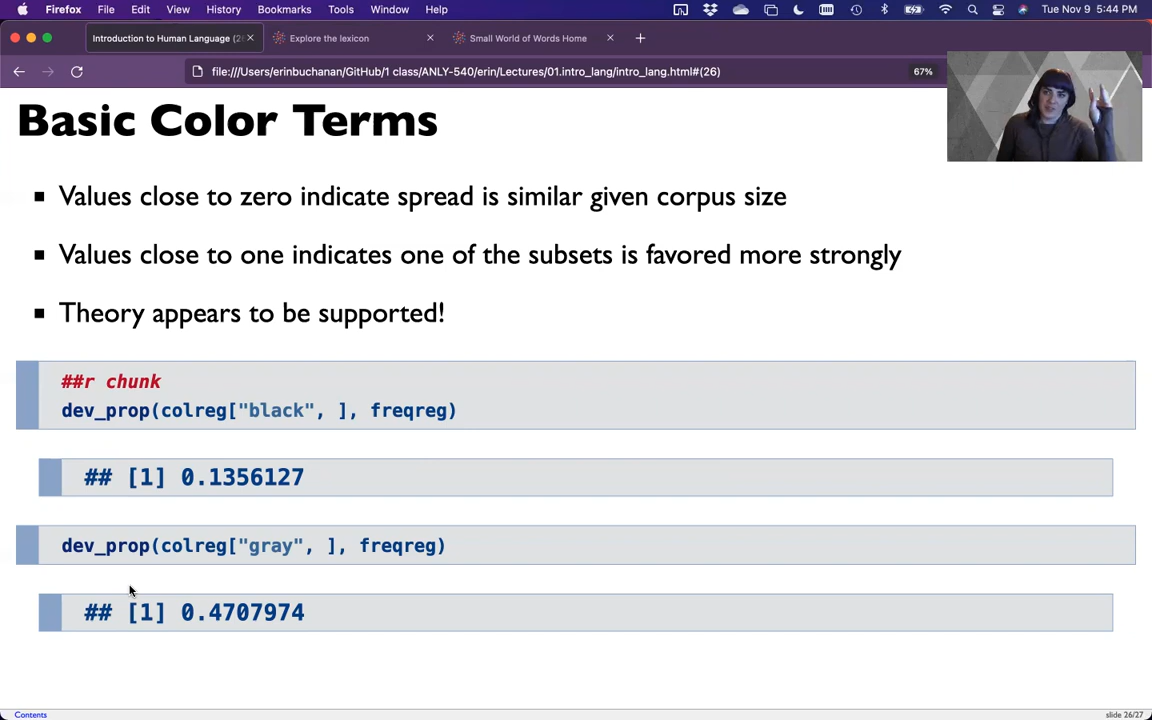 Firefox File Edit View History Bookmarks Tools Window Help Tue Nov 9 5:44 PM
Introduction to Human Language (2 Explore the lexicon Small World of Words Home
file:///Users/erinbuchanan/GitHub/1 class/ANLY-540/erin/Lectures/01.intro_lang/intro_lang.html#(26) 67%
Basic Color Terms
Values close to zero indicate spread is similar given corpus size
Values close to one indicates one of the subsets is favored more strongly
Theory appears to be supported!
##r chunk
dev_prop(colreg["black", ], freqreg)
## [1] 0.1356127
dev_prop(colreg["gray", ], freqreg)
## [1] 0.4707974
Contents slide 26/27